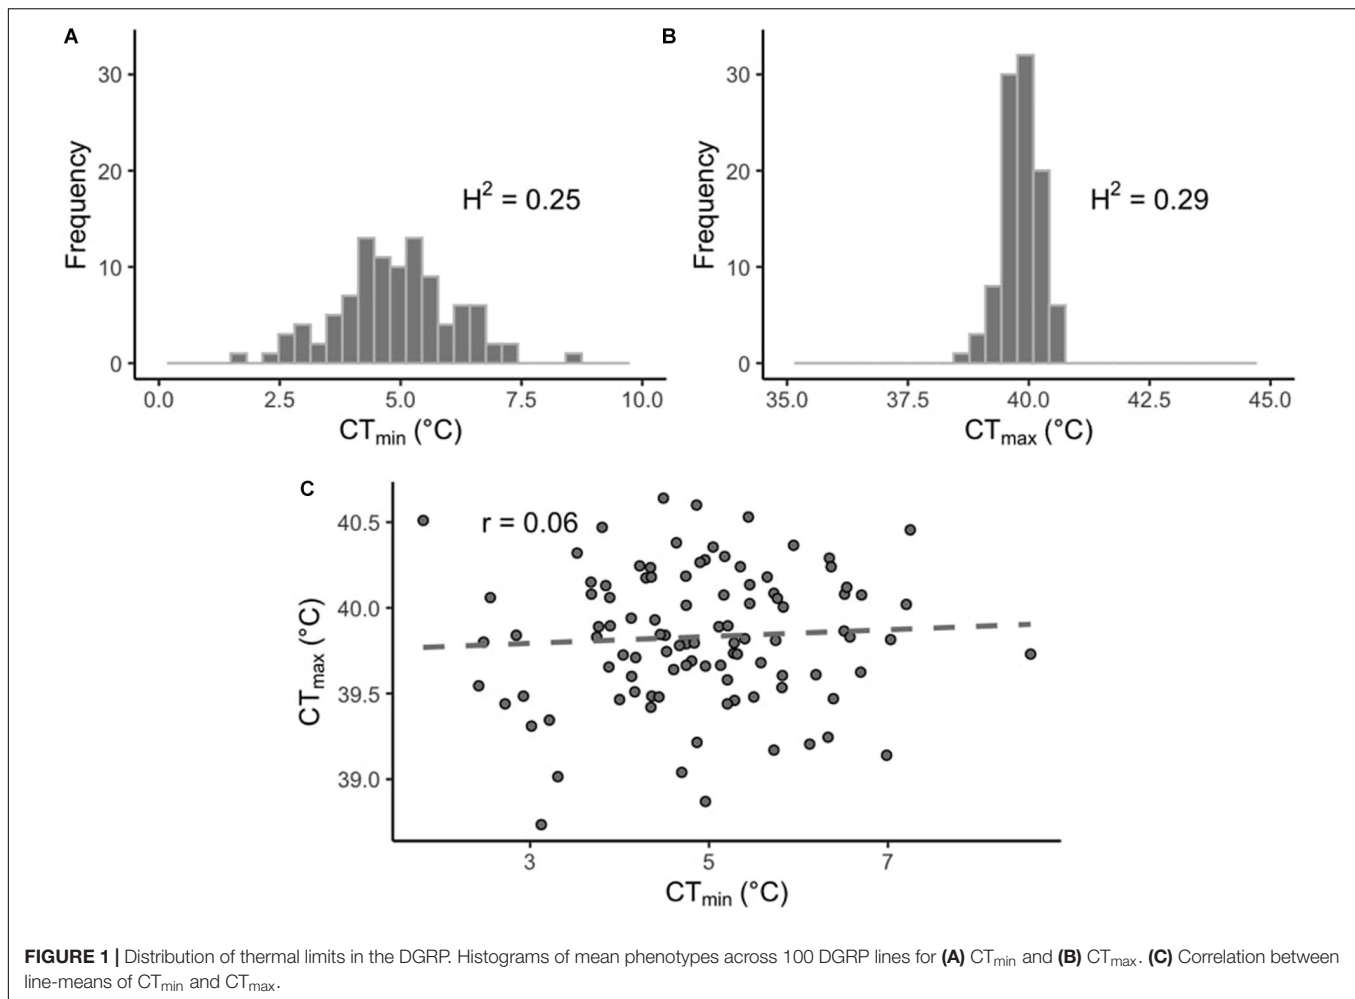 A
Frequency
30
20
10
0
H² = 0.25
0.0 2.5 5.0 7.5 10.0
CTmin (°C)
B
Frequency
30
20
10
0
H² = 0.29
35.0 37.5 40.0 42.5 45.0
CTmax (°C)
C
CTmax (°C)
40.5
40.0
39.5
39.0
r = 0.06
3 5 7
CTmin (°C)
FIGURE 1 | Distribution of thermal limits in the DGRP. Histograms of mean phenotypes across 100 DGRP lines for (A) CTmin and (B) CTmax. (C) Correlation between
line-means of CTmin and CTmax.